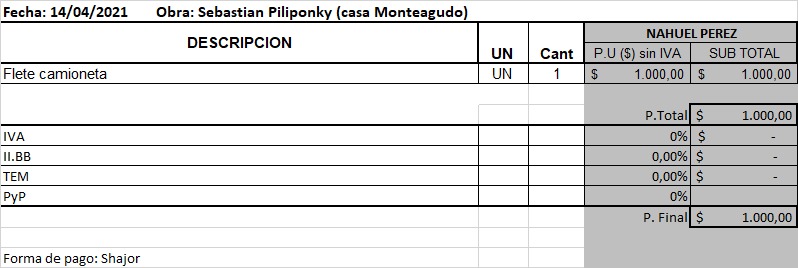 Fecha: 14/04/2021 Obra: Sebastian Piliponky (casa Monteagudo)
NAHUEL PEREZ
DESCRIPCION UN Cant P.U ($) sin IVA SUB TOTAL
Flete camioneta UN 1 $ 1.000,00 $ 1.000,00
P.Total $ 1.000,00
IVA 0% $ -
II.BB 0,00% $ -
TEM 0,00% $ -
PyP 0%
P. Final $ 1.000,00
Forma de pago: Shajor